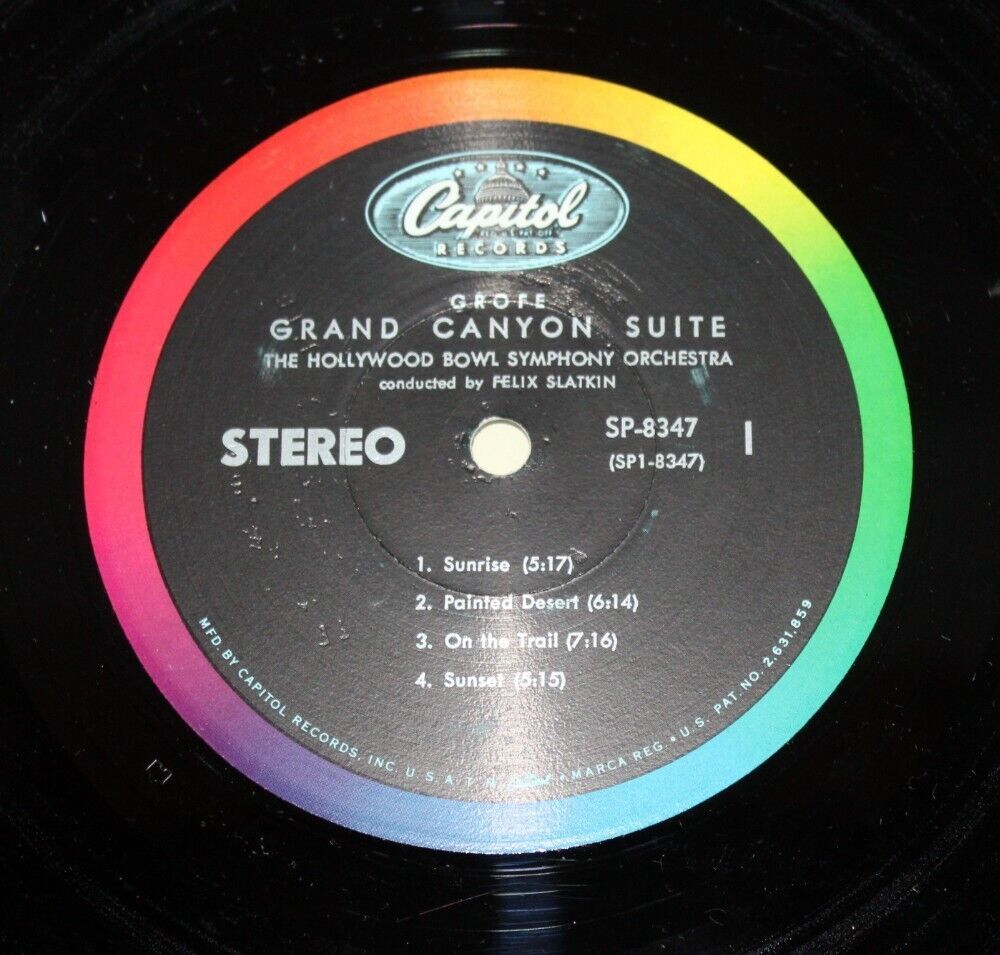 Capitol
RECORDS
GROFE
GRAND CANYON SUITE
THE HOLLYWOOD BOWL SYMPHONY ORCHESTRA
conducted by FELIX SLATKIN
STEREO
SP-8347
(SP1-8347)
I
1. Sunrise (5:17)
2. Painted Desert (6:14)
3. On the Trail (7:16)
4. Sunset (5:15)
MFD. BY CAPITOL RECORDS, INC. U.S.A. T.M. • MARCA REG. • U.S. PAT. NO. 2,631,859